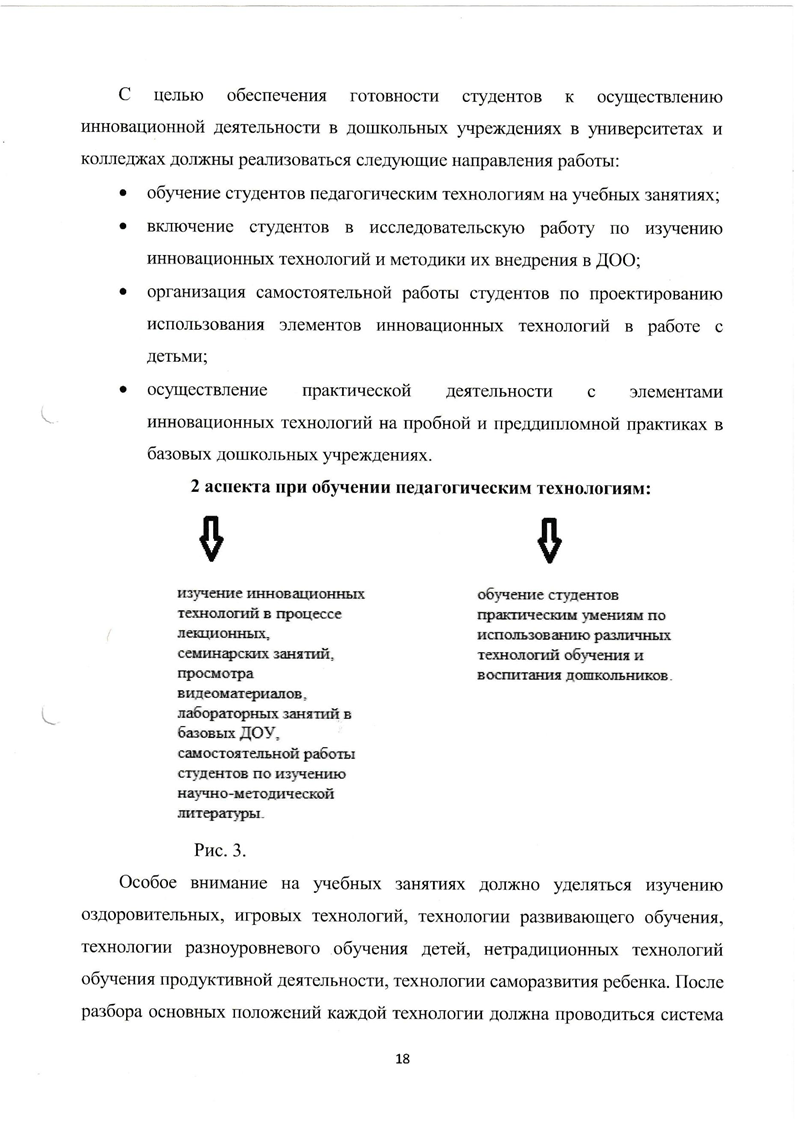 С целью обеспечения готовности студентов к осуществлению
инновационной деятельности в дошкольных учреждениях в университетах и
колледжах должны реализоваться следующие направления работы:
• обучение студентов педагогическим технологиям на учебных занятиях;
• включение студентов в исследовательскую работу по изучению
инновационных технологий и методики их внедрения в ДОО;
• организация самостоятельной работы студентов по проектированию
использования элементов инновационных технологий в работе с
детьми;
• осуществление практической деятельности с элементами
инновационных технологий на пробной и преддипломной практиках в
базовых дошкольных учреждениях.
2 аспекта при обучении педагогическим технологиям:
изучение инновационных
технологий в процессе
лекционных,
семинарских занятий,
просмотра
видеоматериалов,
лабораторных занятий в
базовых ДОУ,
самостоятельной работы
студентов по изучению
научно-методической
литературы.
обучение студентов
практическим умениям по
использованию различных
технологий обучения и
воспитания дошкольников.
Рис. 3.
Особое внимание на учебных занятиях должно уделяться изучению
оздоровительных, игровых технологий, технологии развивающего обучения,
технологии разноуровневого обучения детей, нетрадиционных технологий
обучения продуктивной деятельности, технологии саморазвития ребенка. После
разбора основных положений каждой технологии должна проводиться система
18